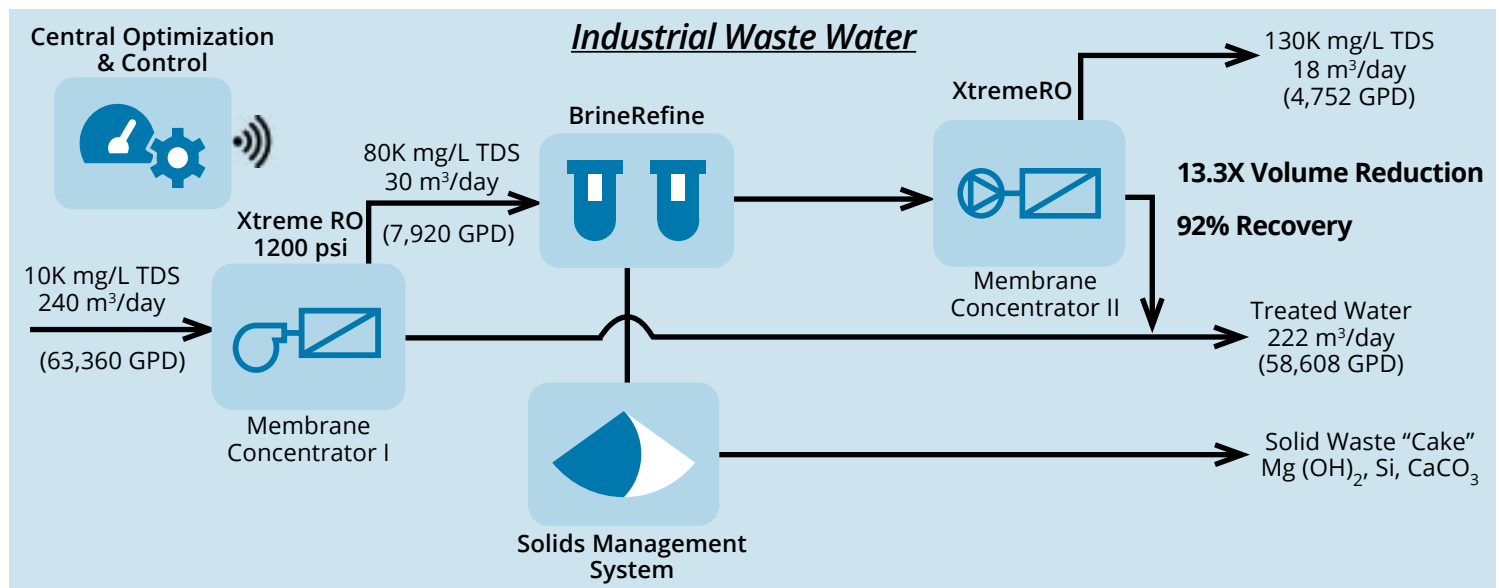 Industrial Waste Water
Central Optimization
& Control
10K mg/L TDS
240 m³/day
(63,360 GPD)
Xtreme RO
1200 psi
Membrane
Concentrator I
80K mg/L TDS
30 m³/day
(7,920 GPD)
BrineRefine
Solids Management
System
XtremeRO
Membrane
Concentrator II
130K mg/L TDS
18 m³/day
(4,752 GPD)
13.3X Volume Reduction
92% Recovery
Treated Water
222 m³/day
(58,608 GPD)
Solid Waste “Cake”
Mg (OH)₂, Si, CaCO₃